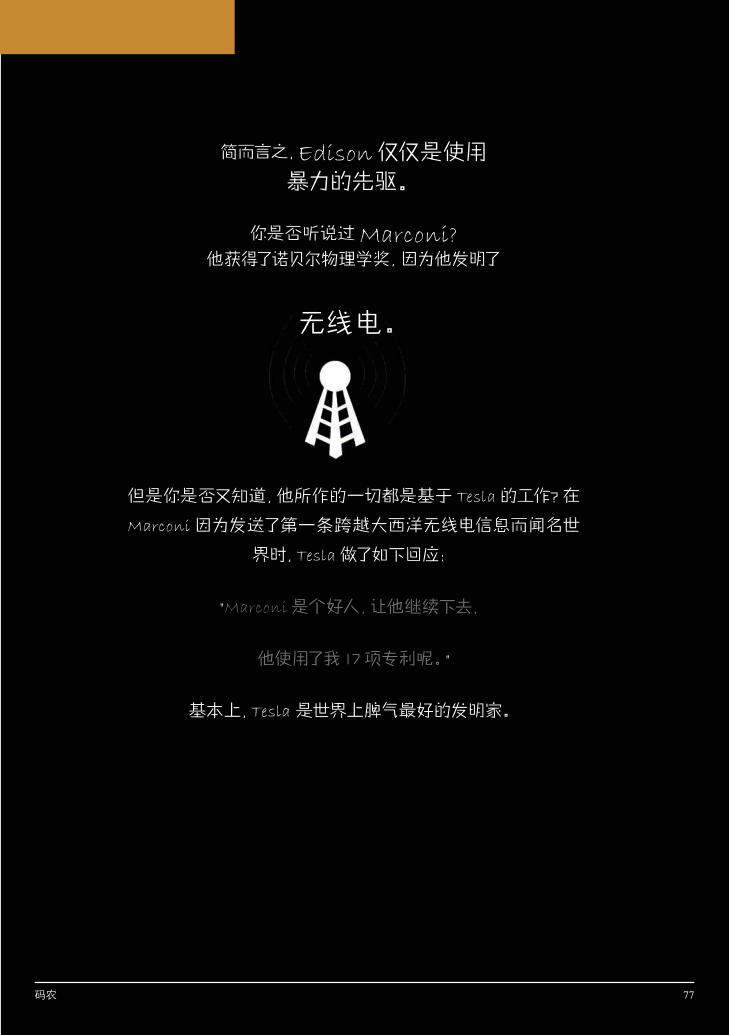 简而言之, Edison 仅仅是使用
暴力的先驱。
你是否听说过 Marconi?
他获得了诺贝尔物理学奖, 因为他发明了
无线电。
但是你是否又知道, 他所作的一切都是基于 Tesla 的工作? 在
Marconi 因为发送了第一条跨越大西洋无线电信息而闻名世
界时, Tesla 做了如下回应:
"Marconi 是个好人, 让他继续下去,
他使用了我 17 项专利呢。"
基本上, Tesla 是世界上脾气最好的发明家。
码农
77